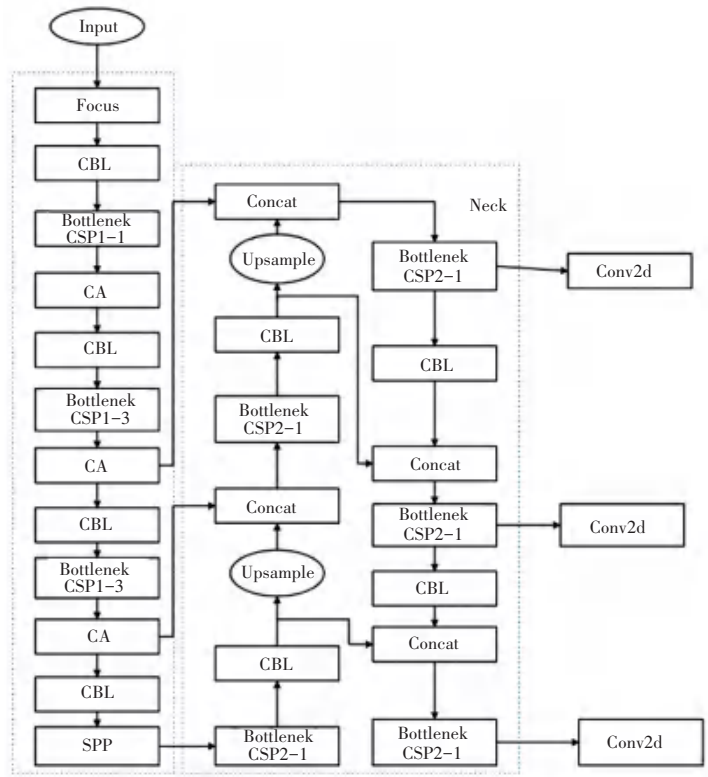 Input
Focus
CBL
Bottlenek
CSP1-1
CA
CBL
Bottlenek
CSP1-3
CA
CBL
Bottlenek
CSP1-3
CA
CBL
SPP
Concat
Upsample
CBL
Bottlenek
CSP2-1
Concat
Upsample
CBL
Bottlenek
CSP2-1
Neck
Bottlenek
CSP2-1
CBL
Concat
Bottlenek
CSP2-1
CBL
Concat
Bottlenek
CSP2-1
Conv2d
Conv2d
Conv2d